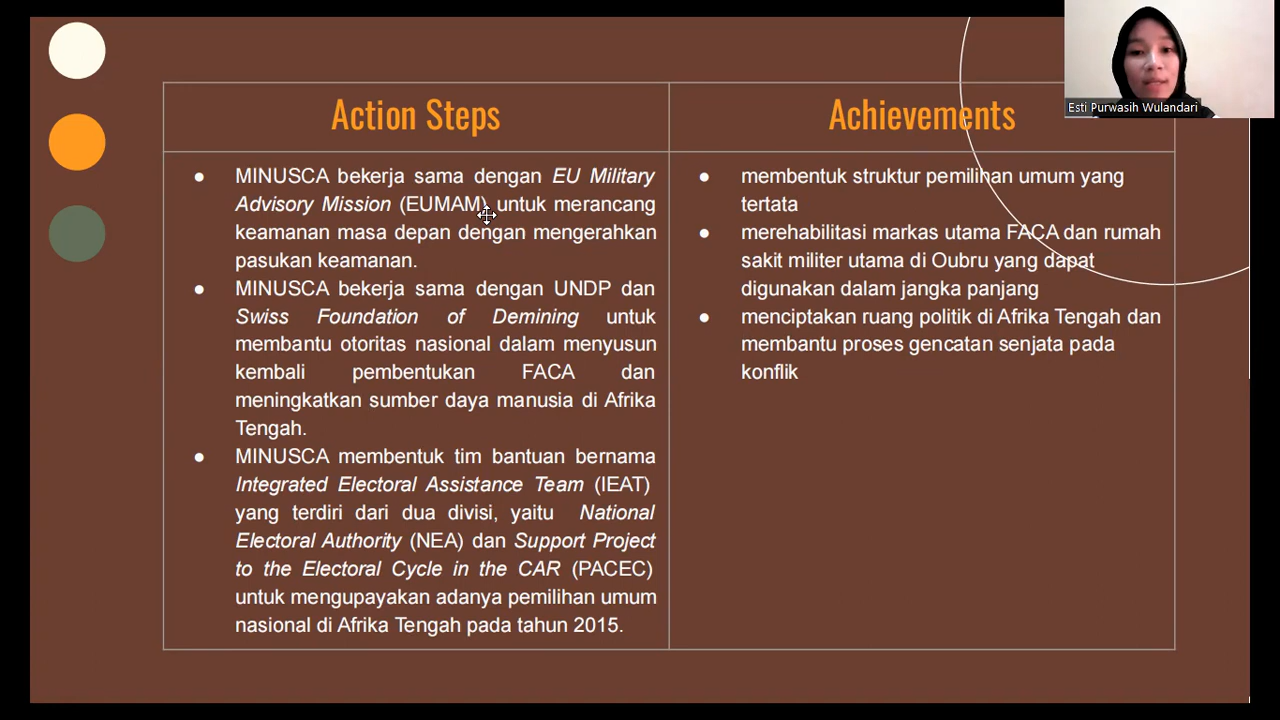 Esti Purwasih Wulandari
Action Steps
Achievements
● MINUSCA bekerja sama dengan EU Military
Advisory Mission (EUMAM) untuk merancang
keamanan masa depan dengan mengerahkan
pasukan keamanan.
● MINUSCA bekerja sama dengan UNDP dan
Swiss Foundation of Demining untuk
membantu otoritas nasional dalam menyusun
kembali pembentukan FACA dan
meningkatkan sumber daya manusia di Afrika
Tengah.
● MINUSCA membentuk tim bantuan bernama
Integrated Electoral Assistance Team (IEAT)
yang terdiri dari dua divisi, yaitu National
Electoral Authority (NEA) dan Support Project
to the Electoral Cycle in the CAR (PACEC)
untuk mengupayakan adanya pemilihan umum
nasional di Afrika Tengah pada tahun 2015.
● membentuk struktur pemilihan umum yang
tertata
● merehabilitasi markas utama FACA dan rumah
sakit militer utama di Oubru yang dapat
digunakan dalam jangka panjang
● menciptakan ruang politik di Afrika Tengah dan
membantu proses gencatan senjata pada
konflik